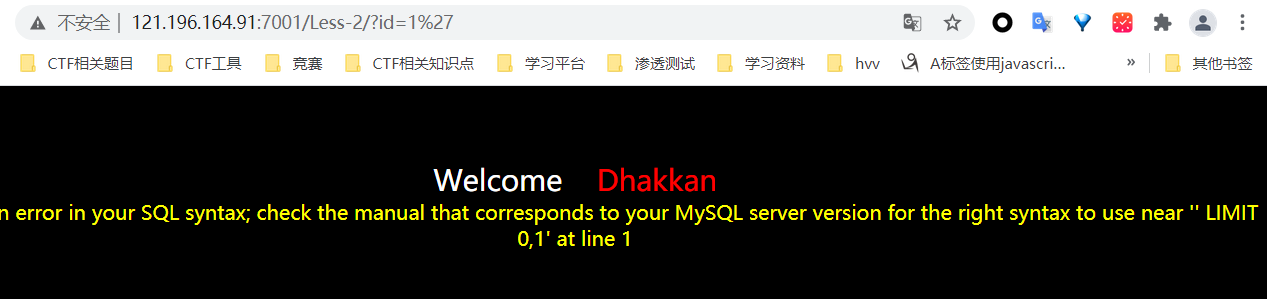 不安全 | 121.196.164.91:7001/Less-2/?id=1%27
CTF相关题目 CTF工具 竞赛 CTF相关知识点 学习平台 渗透测试 学习资料 hvv A标签使用javascri... » 其他书签
Welcome Dhakkan
n error in your SQL syntax; check the manual that corresponds to your MySQL server version for the right syntax to use near '' LIMIT
0,1' at line 1